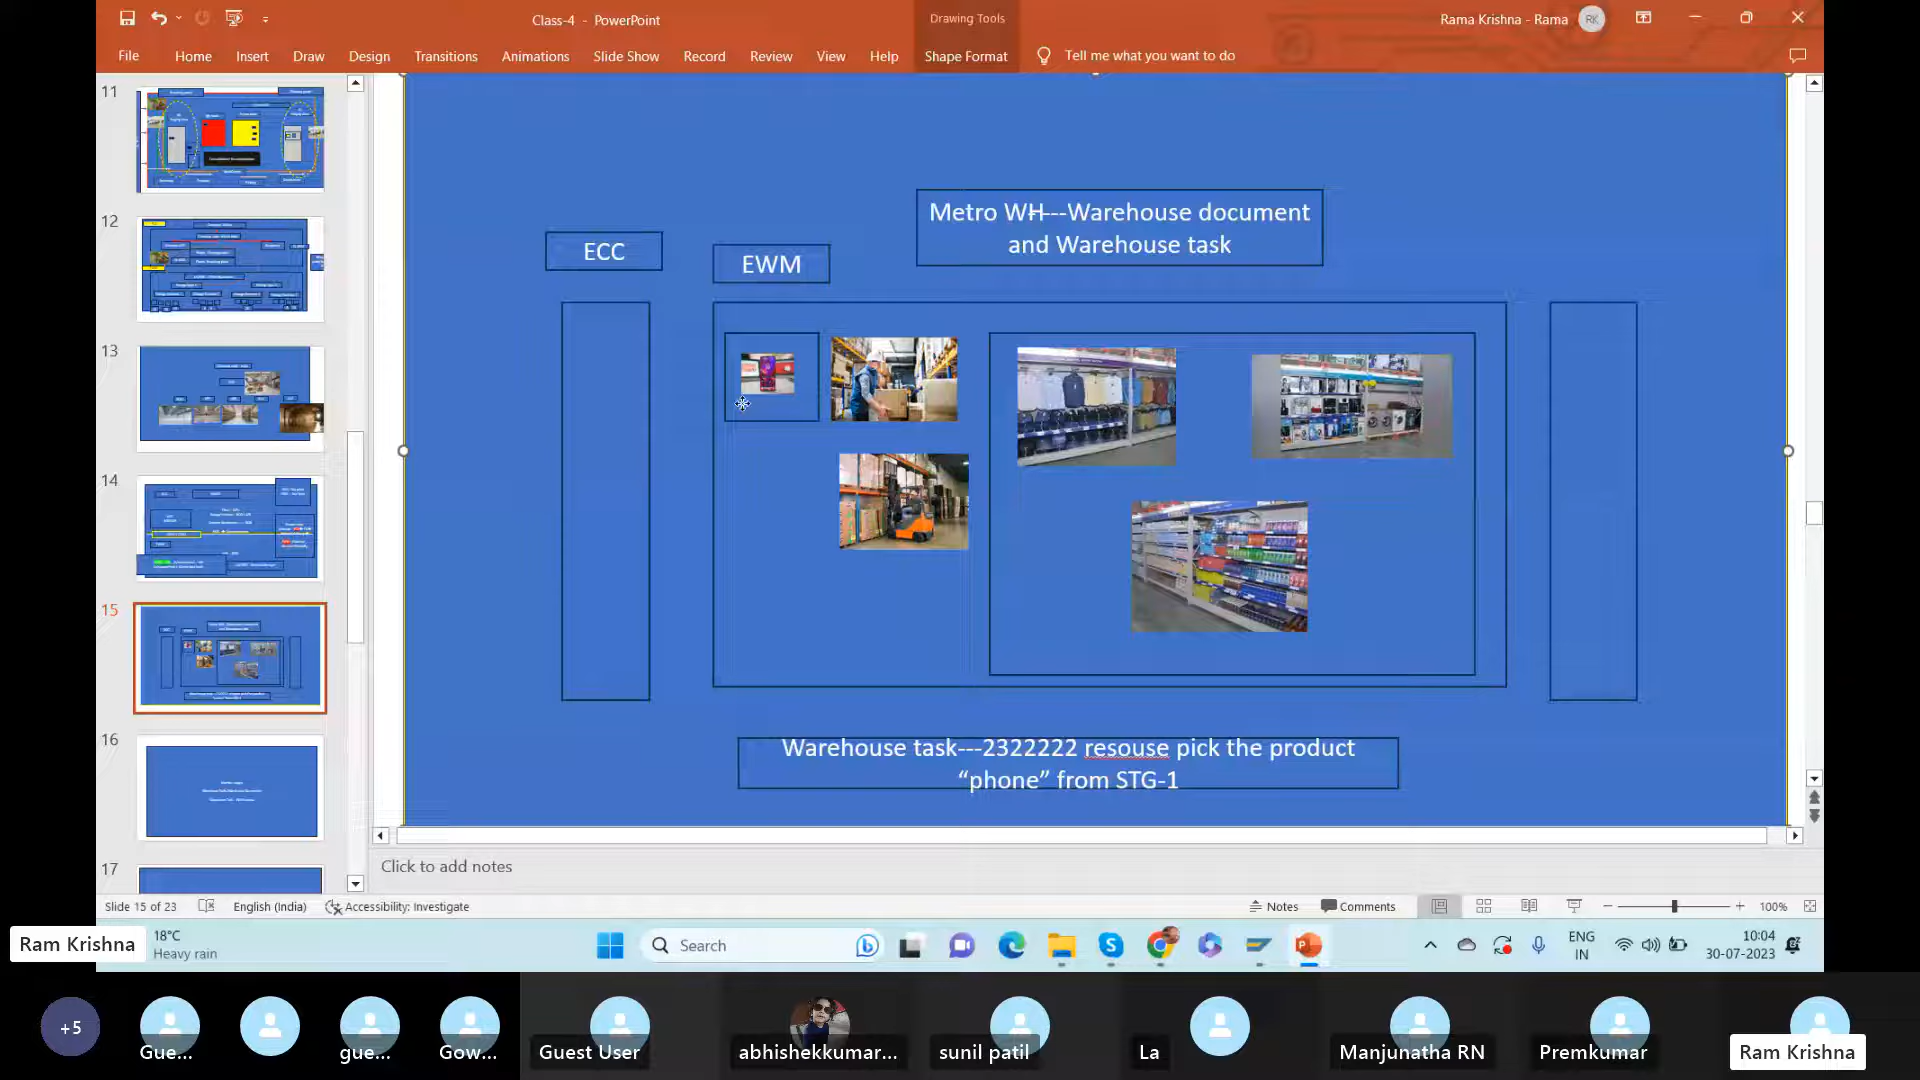 Class-4 - PowerPoint
Drawing Tools
Rama Krishna - Rama
RK
File
Home
Insert
Draw
Design
Transitions
Animations
Slide Show
Record
Review
View
Help
Shape Format
Tell me what you want to do
11
12
13
14
15
16
17
Metro WH---Warehouse document
and Warehouse task
ECC
EWM
Warehouse task---2322222 resouse pick the product
“phone” from STG-1
Click to add notes
Slide 15 of 23
English (India)
Accessibility: Investigate
Notes
Comments
100%
Ram Krishna
18°C
Heavy rain
Search
ENG
IN
10:04
30-07-2023
+5
Gue...
gue...
Gow...
Guest User
abhishekkumar...
sunil patil
La
Manjunatha RN
Premkumar
Ram Krishna